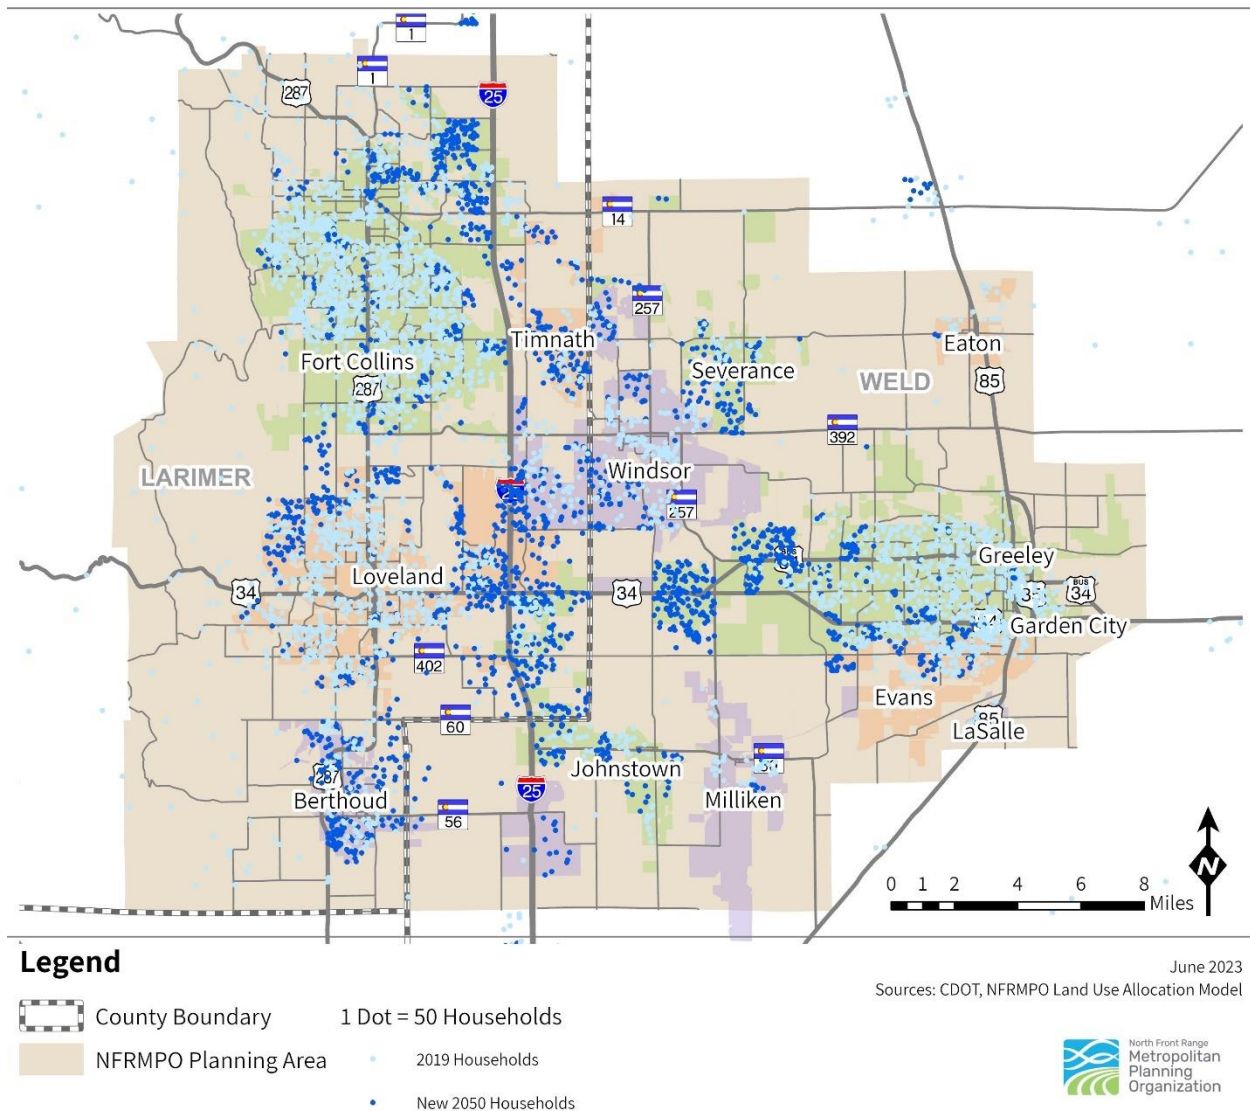 1
1
287
25
14
257
Timnath
Eaton
Fort Collins
Severance
287
WELD
85
392
LARIMER
Windsor
257
Greeley
Loveland
34
34
BUS
34
Garden City
402
Evans
60
85
LaSalle
287
Johnstown
25
Berthoud
Milliken
56
N
0 1 2 4 6 8
Miles
Legend
June 2023
Sources: CDOT, NFRMPO Land Use Allocation Model
County Boundary
1 Dot = 50 Households
NFRMPO Planning Area
2019 Households
New 2050 Households
North Front Range
Metropolitan
Planning
Organization